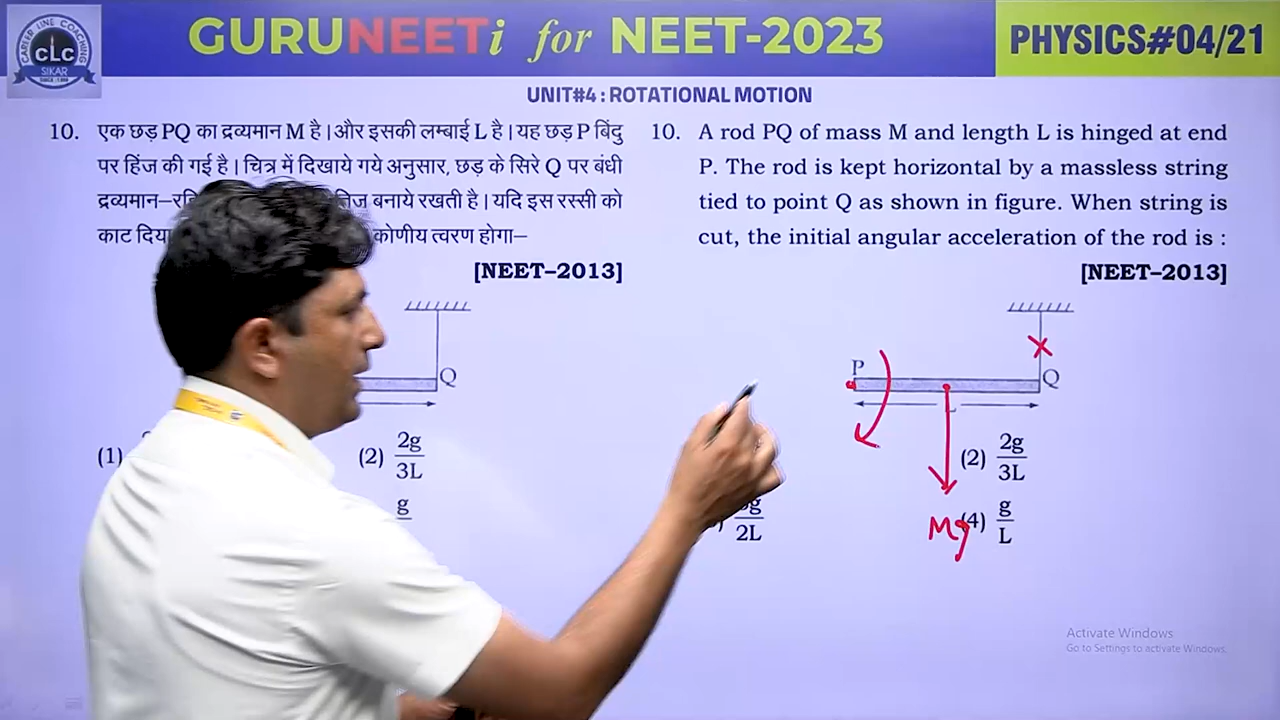 GURUNEETi for NEET-2023
PHYSICS#04/21
CAREER LINE COACHING
CLC
SIKAR
UNIT#4 : ROTATIONAL MOTION
10. एक छड़ PQ का द्रव्यमान M है। और इसकी लम्बाई L है। यह छड़ P बिंदु
पर हिंज की गई है। चित्र में दिखाये गये अनुसार, छड़ के सिरे Q पर बंधी
बनाये रखती है। यदि इस रस्सी को
काट कोणीय त्वरण होगा–
[NEET–2013]
Q
(1)
(2) 2g
3L
g
10. A rod PQ of mass M and length L is hinged at end
P. The rod is kept horizontal by a massless string
tied to point Q as shown in figure. When string is
cut, the initial angular acceleration of the rod is :
[NEET–2013]
P
Q
(2) 2g
3L
2L
Mg
(4) g
L
Activate Windows
Go to Settings to activate Windows.